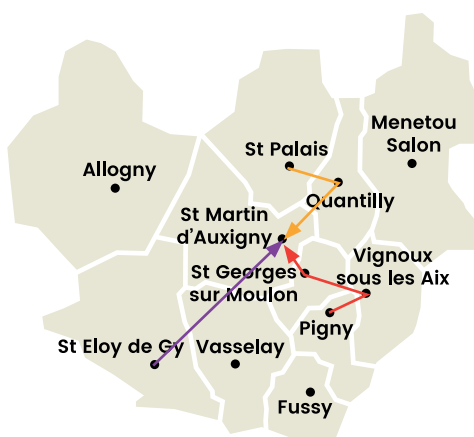 Menetou
Salon
St Palais
Allogny
Quantilly
St Martin
d'Auxigny
Vignoux
sous les Aix
St Georges
sur Moulon
Pigny
St Eloy de Gy
Vasselay
Fussy